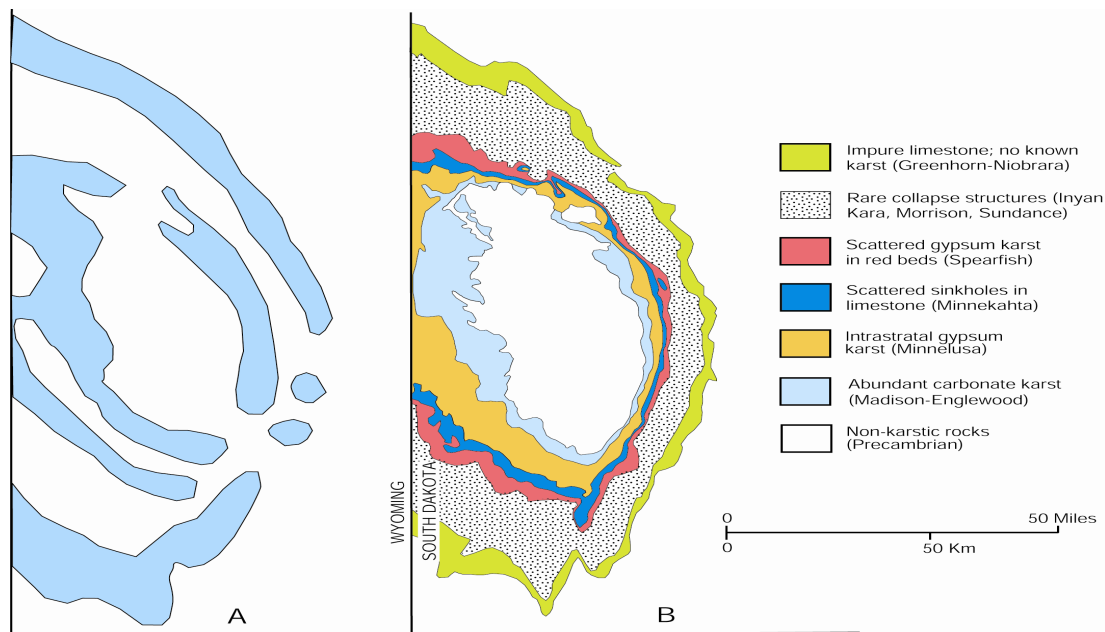 Impure limestone; no known
karst (Greenhorn-Niobrara)
Rare collapse structures (Inyan
Kara, Morrison, Sundance)
Scattered gypsum karst
in red beds (Spearfish)
Scattered sinkholes in
limestone (Minnekahta)
Intrastratal gypsum
karst (Minnelusa)
Abundant carbonate karst
(Madison-Englewood)
Non-karstic rocks
(Precambrian)
WYOMING
SOUTH DAKOTA
0 50 Miles
0 50 Km
A
B